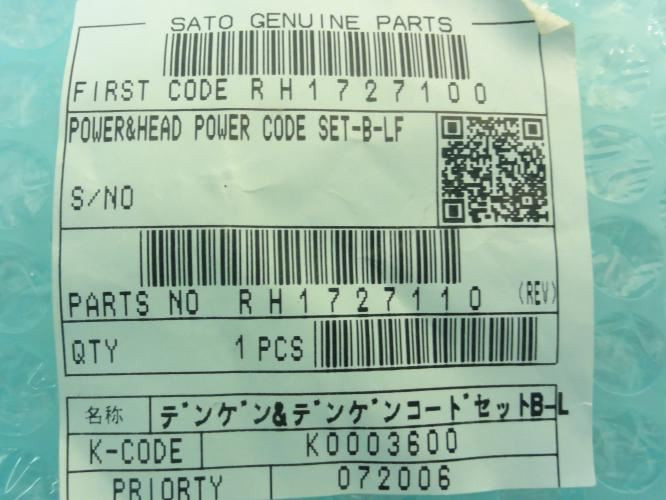 SATO GENUINE PARTS
FIRST CODE RH1727100
POWER&HEAD POWER CODE SET-B-LF
S/NO
PARTS NO RH1727110 (REV)
QTY 1 PCS
名称 デンゲン&デンゲンコードセットB-L
K-CODE K0003600
PRIORTY 072006